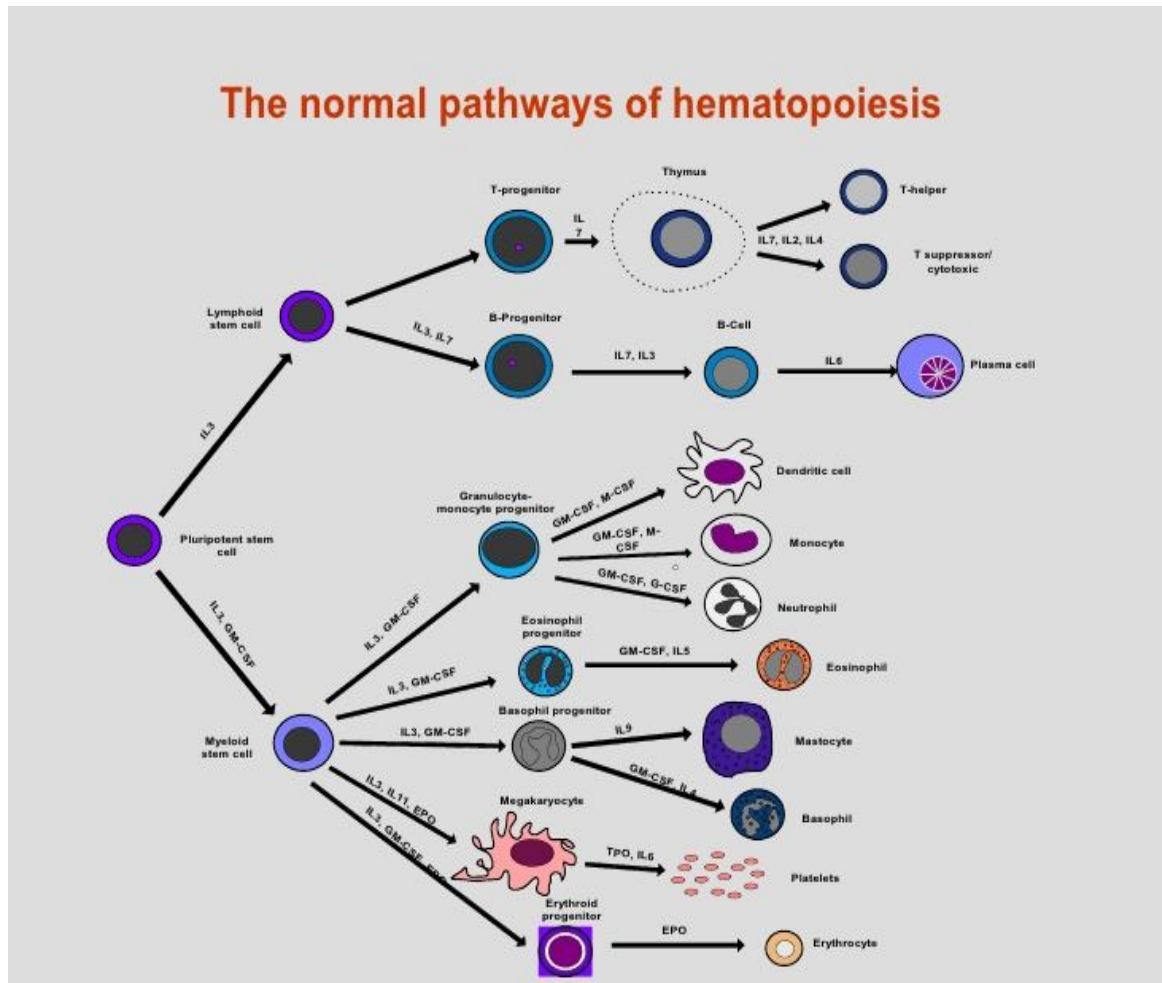 The normal pathways of hematopoiesis
T-progenitor
IL
7
Thymus
IL7, IL2, IL4
T-helper
T suppressor/
cytotoxic
Lymphoid
stem cell
IL3, IL7
B-Progenitor
IL7, IL3
B-Cell
IL6
Plasma cell
IL3
Pluripotent stem
cell
IL3, GM-CSF
Granulocyte-
monocyte progenitor
GM-CSF, M-CSF
Dendritic cell
GM-CSF, M-
CSF
Monocyte
GM-CSF, G-CSF
Neutrophil
IL3, GM-CSF
Eosinophil
progenitor
IL3, GM-CSF
GM-CSF, IL5
Eosinophil
Myeloid
stem cell
IL3, GM-CSF
Basophil progenitor
IL9
Mastocyte
GM-CSF, IL4
Basophil
IL3, IL11, EPO
Megakaryocyte
TPO, IL6
Platelets
IL3, GM-CSF, EPO
Erythroid
progenitor
EPO
Erythrocyte